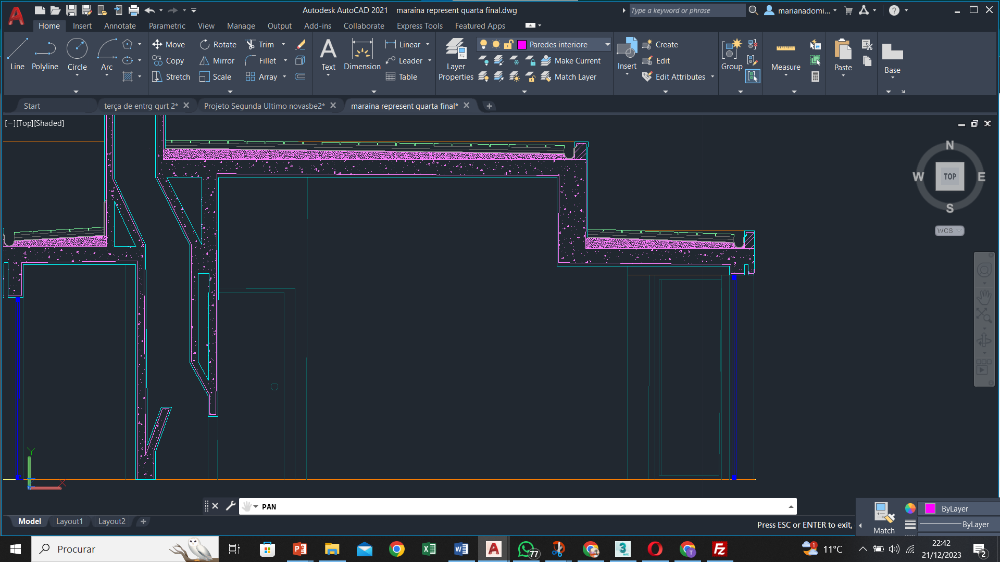 Autodesk AutoCAD 2021 maraina represent quarta final.dwg
Type a keyword or phrase
marianadomi...
Home Insert Annotate Parametric View Manage Output Add-ins Collaborate Express Tools Featured Apps
Line Polyline Circle Arc
Move Rotate Trim
Copy Mirror Fillet
Stretch Scale Array
Text Dimension
Linear
Leader
Table
Layer Properties
Paredes interiore
Make Current
Match Layer
Insert
Create
Edit
Edit Attributes
Group
Measure
Paste
Base
Start
terça de entrg qurt 2*
Projeto Segunda Ultimo novasbe2*
maraina represent quarta final*
[−][Top][Shaded]
N
W TOP E
S
WCS
Y
X
PAN
Model Layout1 Layout2
Press ESC or ENTER to exit,
Match
ByLayer
ByLayer
Procurar
77
3
MAX
T
1
11°C
22:42
21/12/2023
2